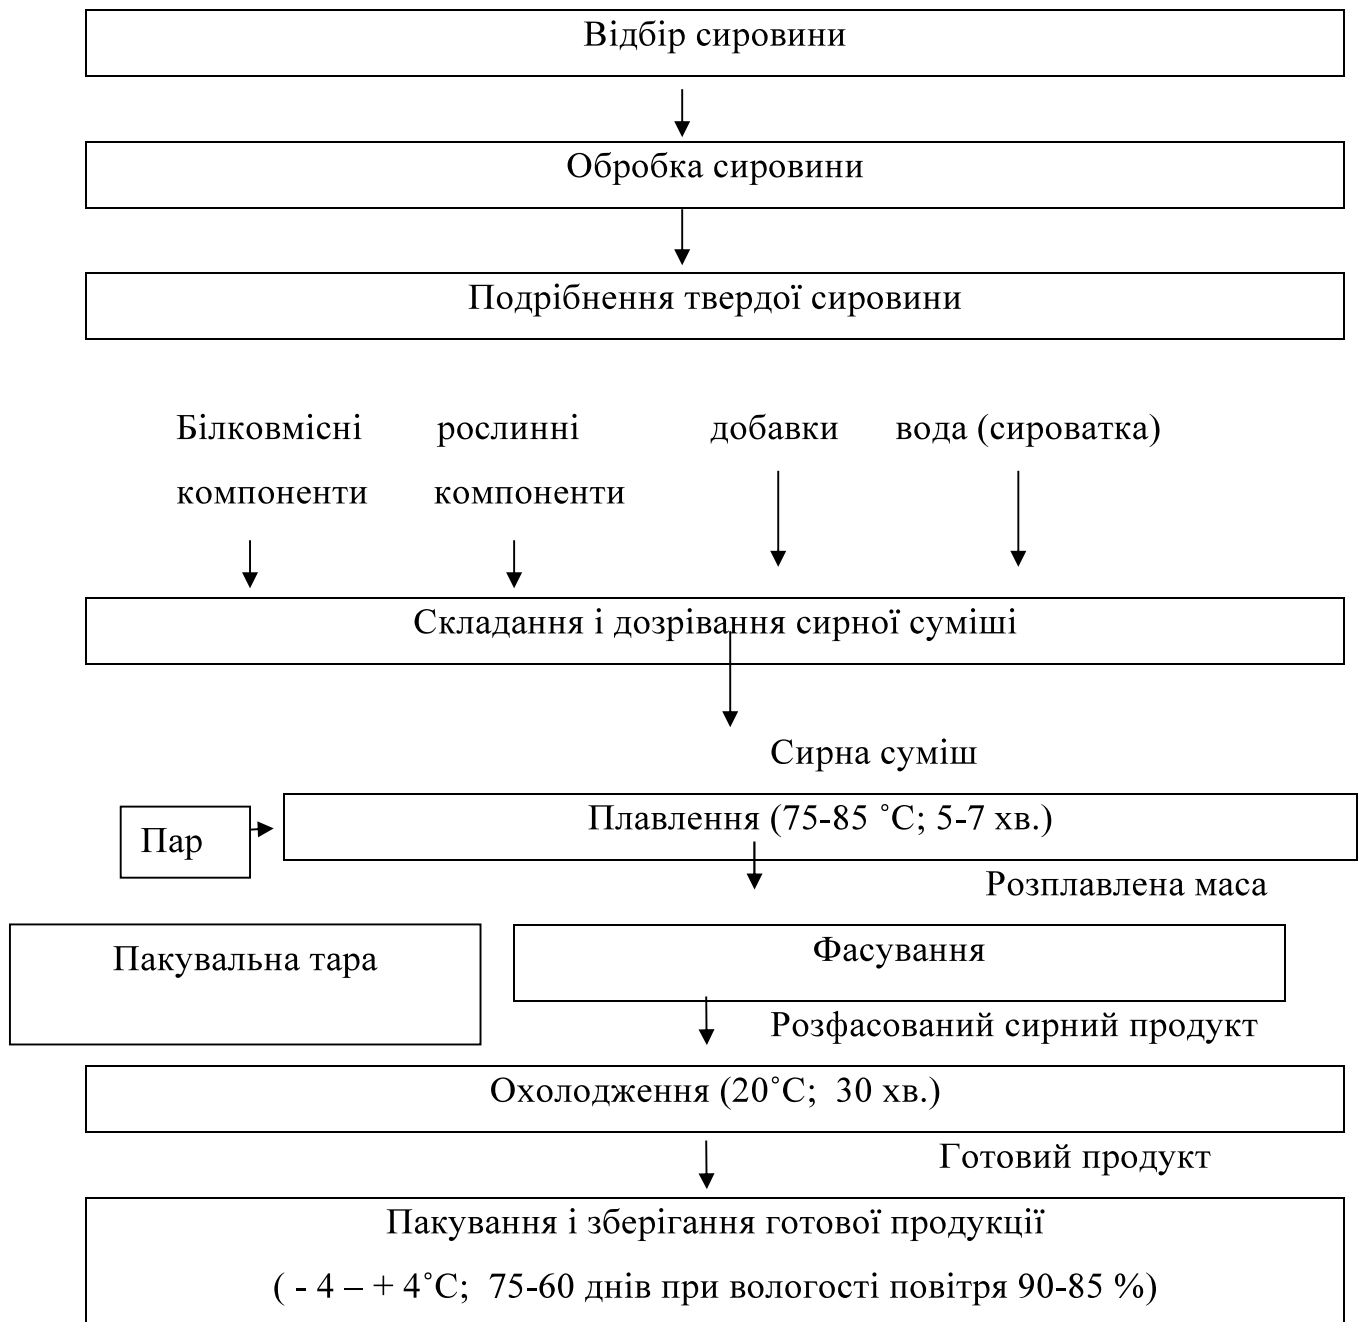 Відбір сировини
Обробка сировини
Подрібнення твердої сировини
Білковмісні рослинні добавки вода (сироватка)
компоненти компоненти
Складання і дозрівання сирної суміші
Сирна суміш
Плавлення (75-85 ˚С; 5-7 хв.)
Пар
Розплавлена маса
Пакувальна тара
Фасування
Розфасований сирний продукт
Охолодження (20˚С; 30 хв.)
Готовий продукт
Пакування і зберігання готової продукції
( - 4 – + 4˚С; 75-60 днів при вологості повітря 90-85 %)